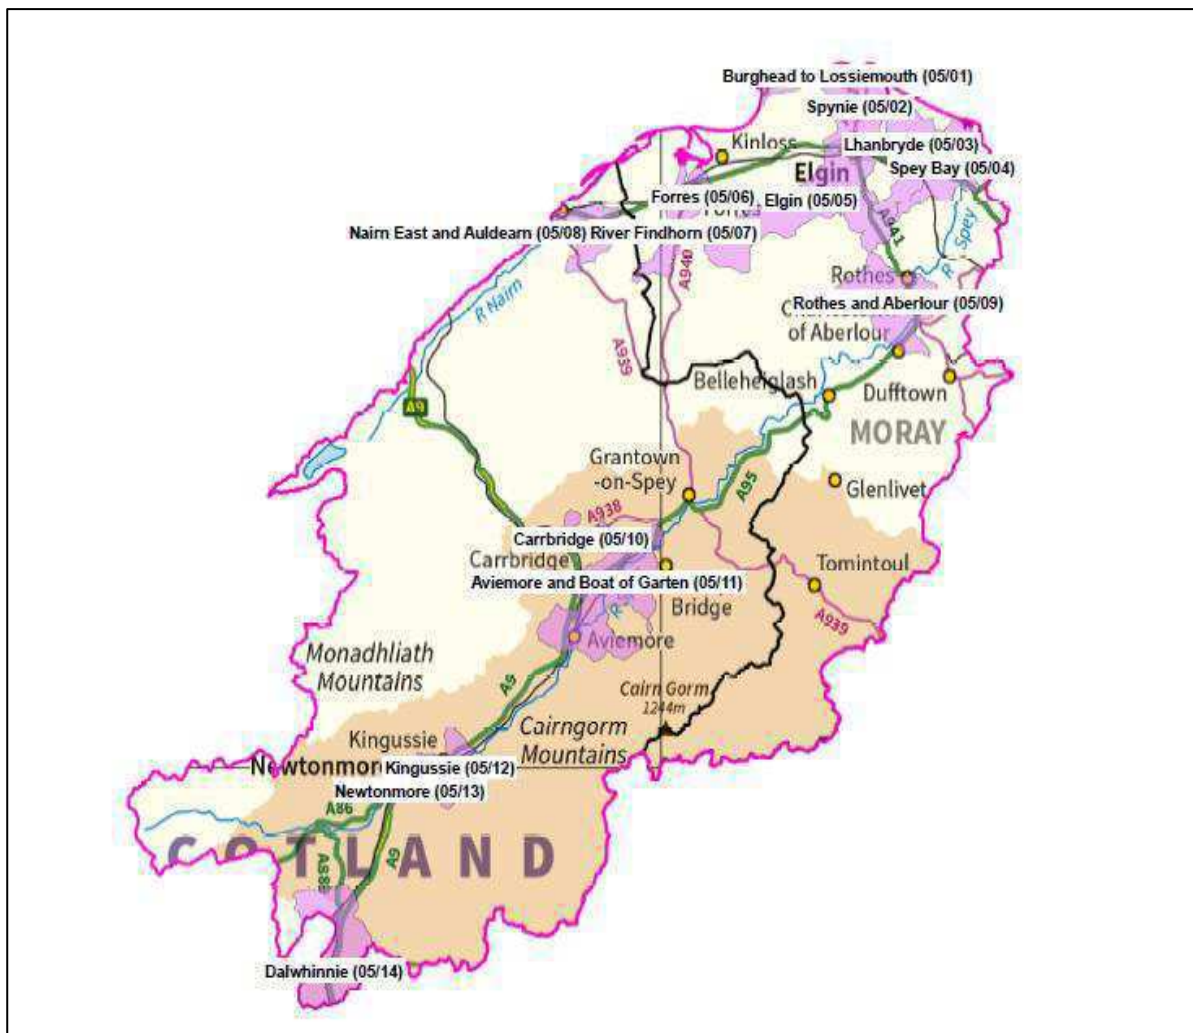 Burghead to Lossiemouth (05/01)
Spynie (05/02)
Kinloss
Lhanbryde (05/03)
Elgin
Spey Bay (05/04)
Forres (05/06)
Elgin (05/05)
Nairn East and Auldearn (05/08)
River Findhorn (05/07)
A941
R Spey
A940
Rothes
R Nairn
Rothes and Aberlour (05/09)
of Aberlour
A939
Belleheiglash
Dufftown
A9
MORAY
Grantown
-on-Spey
A95
Glenlivet
A938
Carrbridge (05/10)
Carrbridge
Tomintoul
Aviemore and Boat of Garten (05/11)
R
Bridge
A939
Aviemore
Monadhliath
Mountains
A9
Cairn Gorm
1244m
Cairngorm
Mountains
Kingussie
Newtonmor
Kingussie (05/12)
Newtonmore (05/13)
A86
COTLAND
A9
Dalwhinnie (05/14)